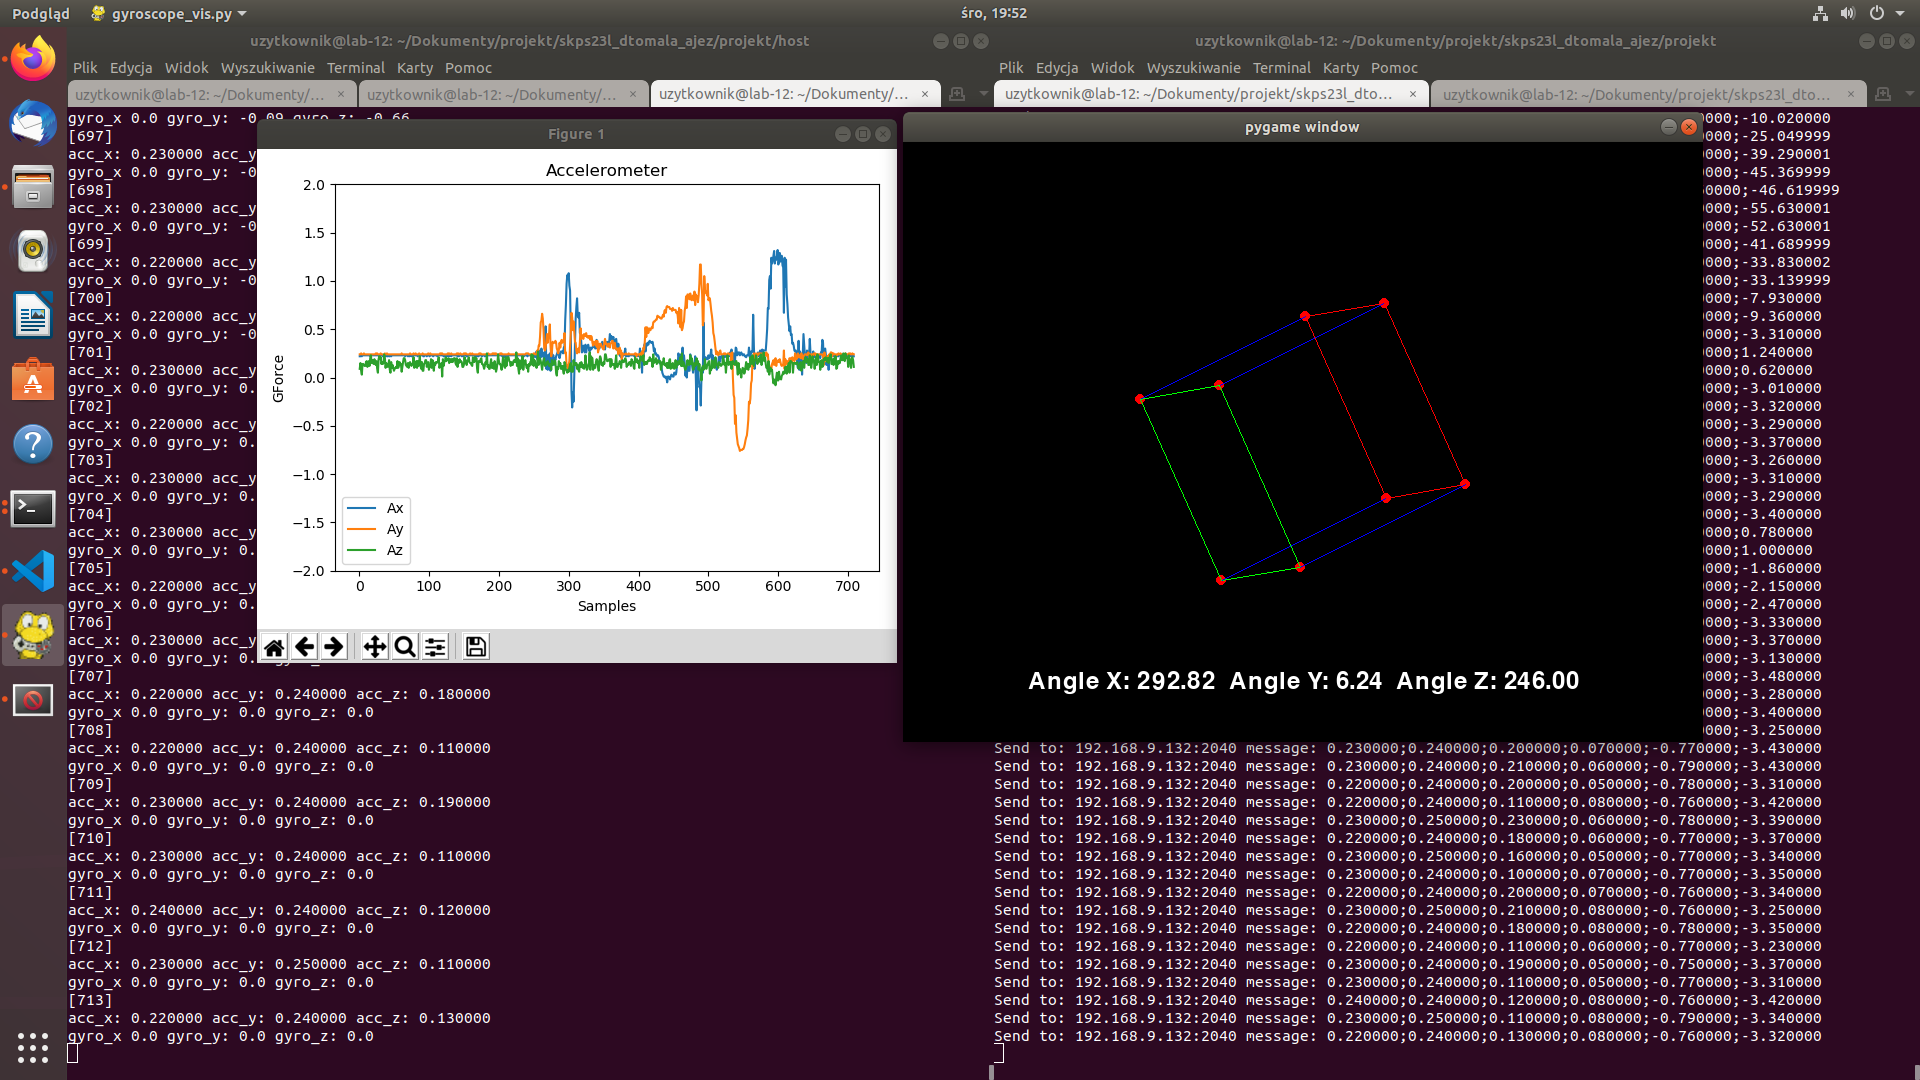 Podgląd
gyroscope_vis.py
śro, 19:52
uzytkownik@lab-12: ~/Dokumenty/projekt/skps23l_dtomala_ajez/projekt/host
Plik Edycja Widok Wyszukiwanie Terminal Karty Pomoc
uzytkownik@lab-12: ~/Dokumenty/... ×
uzytkownik@lab-12: ~/Dokumenty/... ×
uzytkownik@lab-12: ~/Dokumenty/... ×
[697]
acc_x: 0.230000 acc_y
gyro_x 0.0 gyro_y: -0
[698]
acc_x: 0.230000 acc_y
gyro_x 0.0 gyro_y: -0
[699]
acc_x: 0.220000 acc_y
gyro_x 0.0 gyro_y: -0
[700]
acc_x: 0.220000 acc_y
gyro_x 0.0 gyro_y: -0
[701]
acc_x: 0.230000 acc_y
gyro_x 0.0 gyro_y: 0.
[702]
acc_x: 0.220000 acc_y
gyro_x 0.0 gyro_y: 0.
[703]
acc_x: 0.230000 acc_y
gyro_x 0.0 gyro_y: 0.
[704]
acc_x: 0.230000 acc_y
gyro_x 0.0 gyro_y: 0.
[705]
acc_x: 0.220000 acc_y
gyro_x 0.0 gyro_y: 0.
[706]
acc_x: 0.230000 acc_y
gyro_x 0.0 gyro_y: 0.
[707]
acc_x: 0.220000 acc_y: 0.240000 acc_z: 0.180000
gyro_x 0.0 gyro_y: 0.0 gyro_z: 0.0
[708]
acc_x: 0.220000 acc_y: 0.240000 acc_z: 0.110000
gyro_x 0.0 gyro_y: 0.0 gyro_z: 0.0
[709]
acc_x: 0.230000 acc_y: 0.240000 acc_z: 0.190000
gyro_x 0.0 gyro_y: 0.0 gyro_z: 0.0
[710]
acc_x: 0.230000 acc_y: 0.240000 acc_z: 0.110000
gyro_x 0.0 gyro_y: 0.0 gyro_z: 0.0
[711]
acc_x: 0.240000 acc_y: 0.240000 acc_z: 0.120000
gyro_x 0.0 gyro_y: 0.0 gyro_z: 0.0
[712]
acc_x: 0.230000 acc_y: 0.250000 acc_z: 0.110000
gyro_x 0.0 gyro_y: 0.0 gyro_z: 0.0
[713]
acc_x: 0.220000 acc_y: 0.240000 acc_z: 0.130000
gyro_x 0.0 gyro_y: 0.0 gyro_z: 0.0
Figure 1
Accelerometer
GForce
2.0
1.5
1.0
0.5
0.0
−0.5
−1.0
−1.5
−2.0
Ax
Ay
Az
0 100 200 300 400 500 600 700
Samples
uzytkownik@lab-12: ~/Dokumenty/projekt/skps23l_dtomala_ajez/projekt
Plik Edycja Widok Wyszukiwanie Terminal Karty Pomoc
uzytkownik@lab-12: ~/Dokumenty/projekt/skps23l_dto... ×
uzytkownik@lab-12: ~/Dokumenty/projekt/skps23l_dto... ×
pygame window
Angle X: 292.82 Angle Y: 6.24 Angle Z: 246.00
000;-10.020000
000;-25.049999
000;-39.290001
000;-45.369999
0000;-46.619999
000;-55.630001
000;-52.630001
000;-41.689999
000;-33.830002
000;-33.139999
000;-7.930000
000;-9.360000
000;-3.310000
000;1.240000
000;0.620000
000;-3.010000
000;-3.320000
000;-3.290000
000;-3.370000
000;-3.260000
000;-3.310000
000;-3.290000
000;-3.400000
000;0.780000
000;1.000000
000;-1.860000
000;-2.150000
000;-2.470000
000;-3.330000
000;-3.370000
000;-3.130000
000;-3.480000
000;-3.280000
000;-3.400000
000;-3.250000
Send to: 192.168.9.132:2040 message: 0.230000;0.240000;0.200000;0.070000;-0.770000;-3.430000
Send to: 192.168.9.132:2040 message: 0.230000;0.240000;0.210000;0.060000;-0.790000;-3.430000
Send to: 192.168.9.132:2040 message: 0.220000;0.240000;0.200000;0.050000;-0.780000;-3.310000
Send to: 192.168.9.132:2040 message: 0.220000;0.240000;0.110000;0.080000;-0.760000;-3.420000
Send to: 192.168.9.132:2040 message: 0.230000;0.250000;0.230000;0.060000;-0.780000;-3.390000
Send to: 192.168.9.132:2040 message: 0.220000;0.240000;0.180000;0.060000;-0.770000;-3.370000
Send to: 192.168.9.132:2040 message: 0.230000;0.250000;0.160000;0.050000;-0.770000;-3.340000
Send to: 192.168.9.132:2040 message: 0.230000;0.240000;0.100000;0.070000;-0.770000;-3.350000
Send to: 192.168.9.132:2040 message: 0.220000;0.240000;0.200000;0.070000;-0.760000;-3.340000
Send to: 192.168.9.132:2040 message: 0.230000;0.250000;0.210000;0.080000;-0.760000;-3.250000
Send to: 192.168.9.132:2040 message: 0.220000;0.240000;0.180000;0.080000;-0.780000;-3.350000
Send to: 192.168.9.132:2040 message: 0.220000;0.240000;0.110000;0.060000;-0.770000;-3.230000
Send to: 192.168.9.132:2040 message: 0.230000;0.240000;0.190000;0.050000;-0.750000;-3.370000
Send to: 192.168.9.132:2040 message: 0.230000;0.240000;0.110000;0.050000;-0.770000;-3.310000
Send to: 192.168.9.132:2040 message: 0.240000;0.240000;0.120000;0.080000;-0.760000;-3.420000
Send to: 192.168.9.132:2040 message: 0.230000;0.250000;0.110000;0.080000;-0.790000;-3.340000
Send to: 192.168.9.132:2040 message: 0.220000;0.240000;0.130000;0.080000;-0.760000;-3.320000